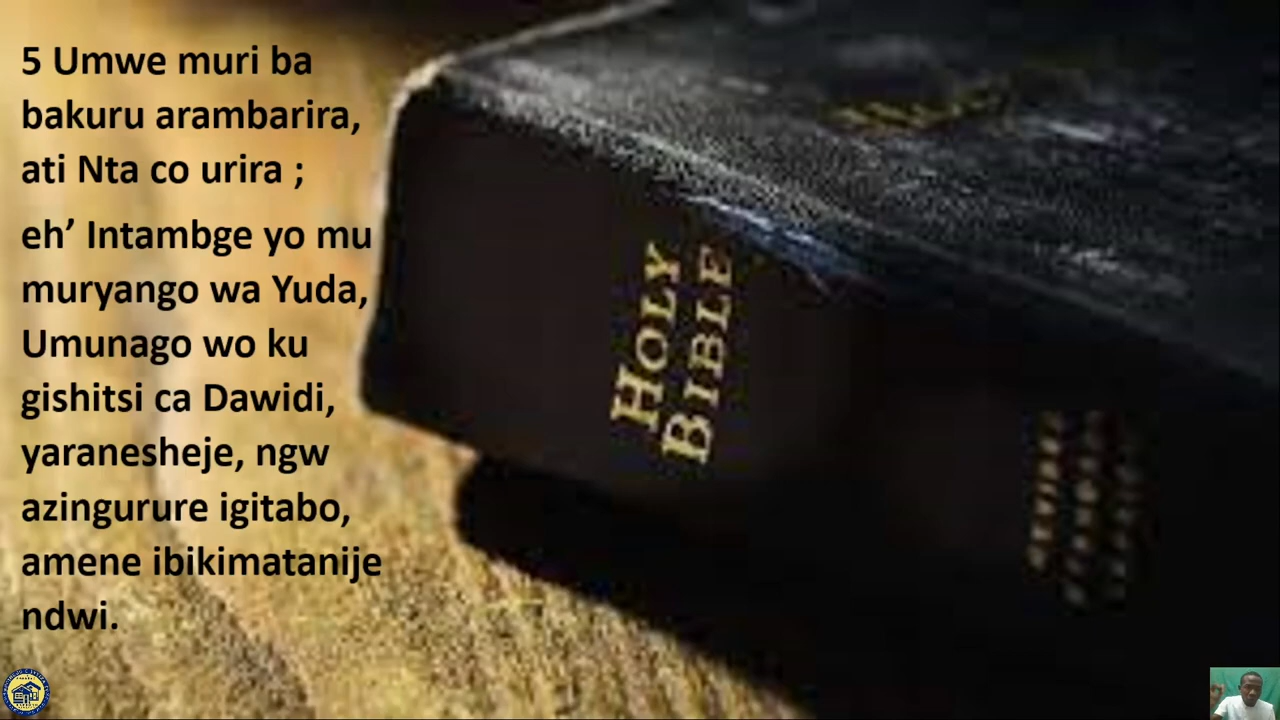 5 Umwe muri ba
bakuru arambarira,
ati Nta co urira ;
eh’ Intambge yo mu
muryango wa Yuda,
Umunago wo ku
gishitsi ca Dawidi,
yaranesheje, ngw
azingurure igitabo,
amene ibikimatanije
ndwi.
HOLY
BIBLE